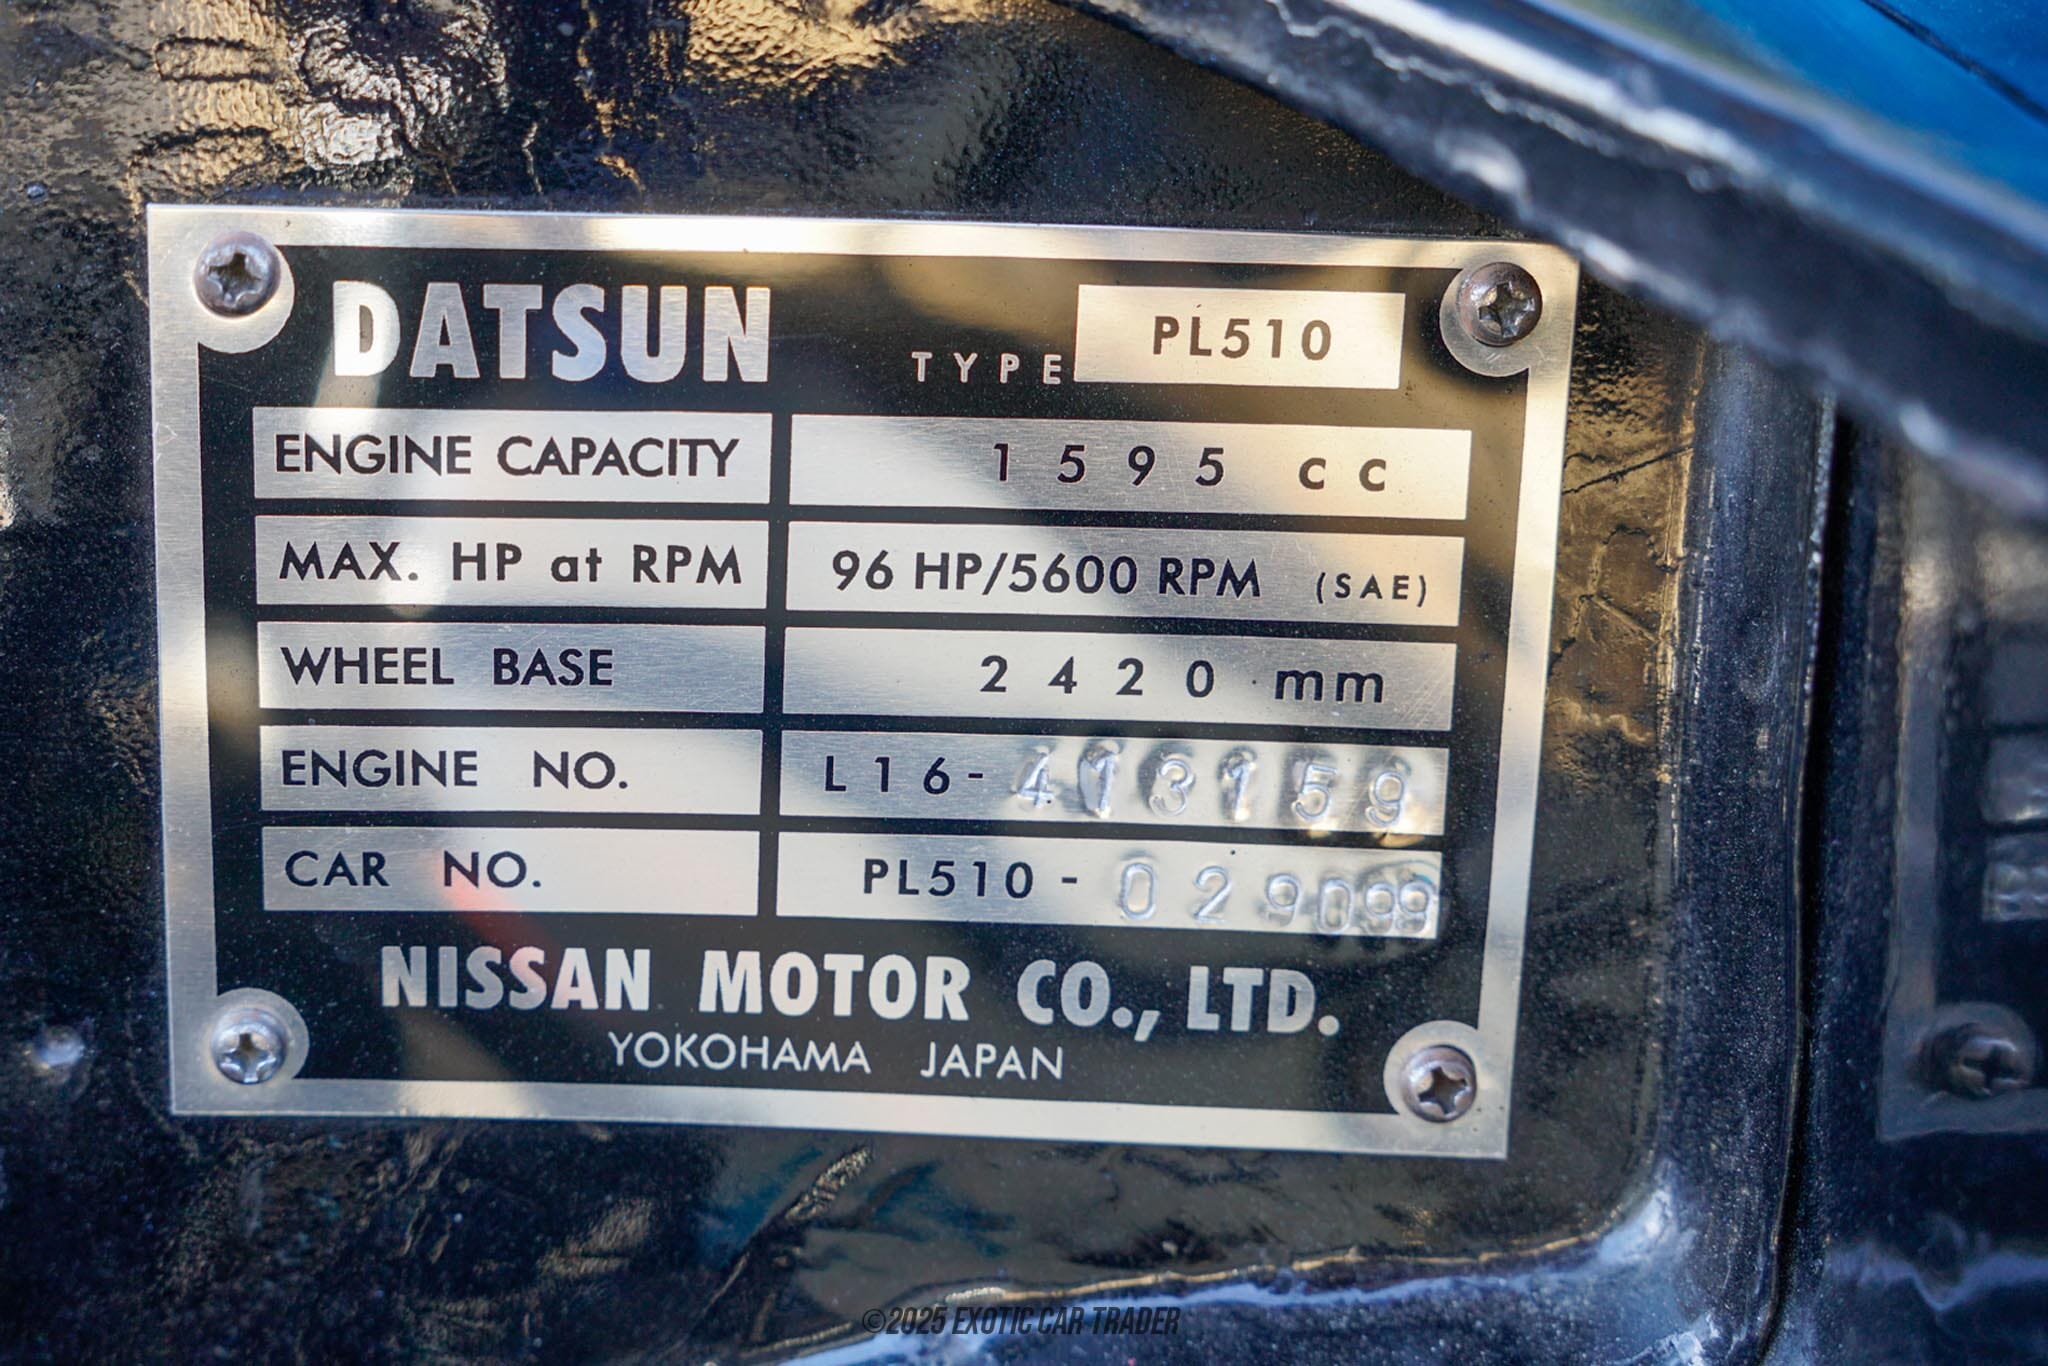 DATSUN TYPE PL510
ENGINE CAPACITY 1595 cc
MAX. HP at RPM 96 HP/5600 RPM (SAE)
WHEEL BASE 2420 mm
ENGINE NO. L16-413159
CAR NO. PL510-029099
NISSAN MOTOR CO., LTD.
YOKOHAMA JAPAN
©2025 EXOTIC CAR TRADER